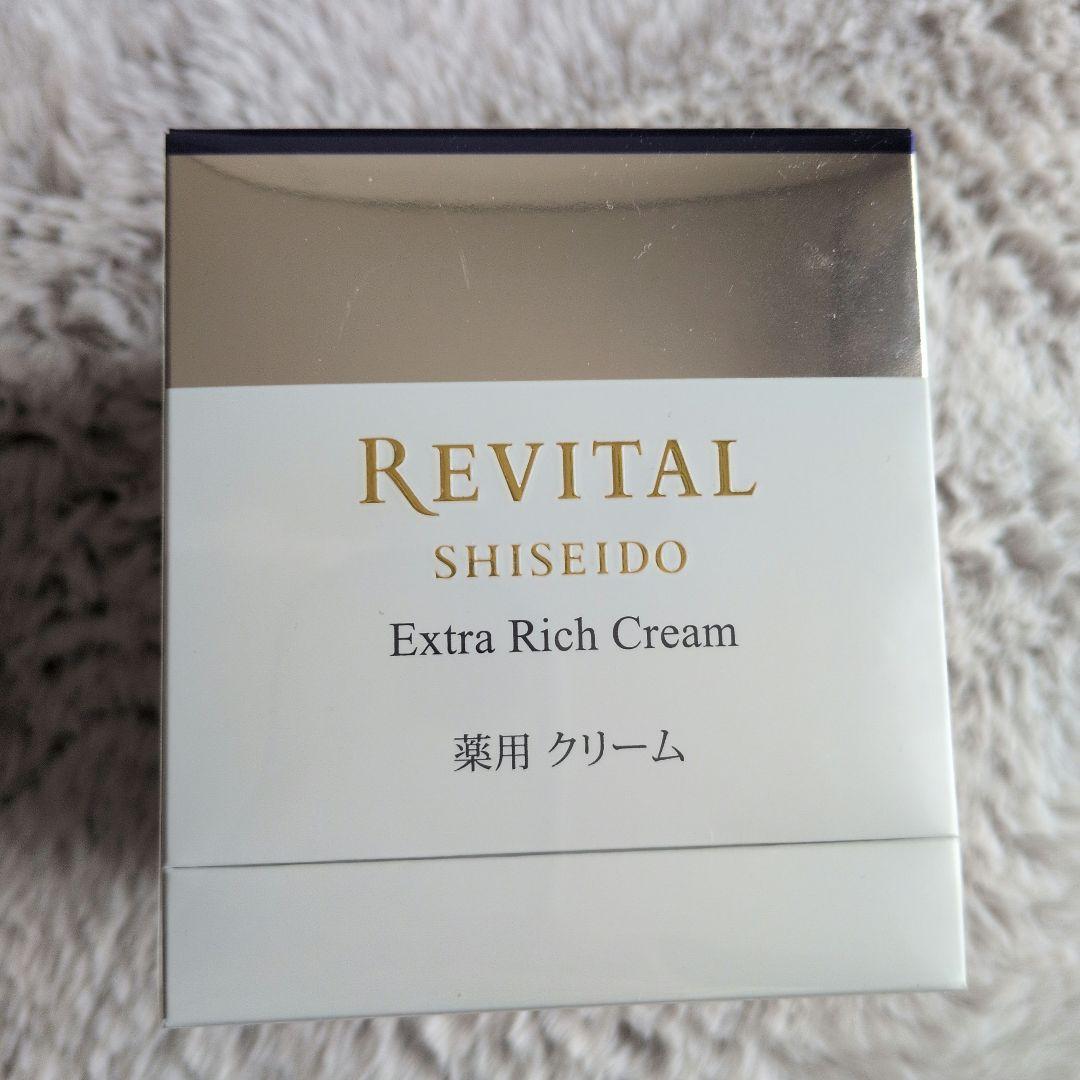 REVITAL
SHISEIDO
Extra Rich Cream
薬用 クリーム